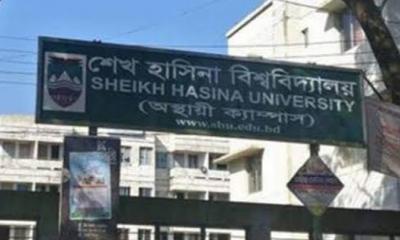 শেখ হাসিনা বিশ্ববিদ্যালয়
SHEIKH HASINA UNIVERSITY
(অস্থায়ী ক্যাম্পাস)
www.shu.edu.bd